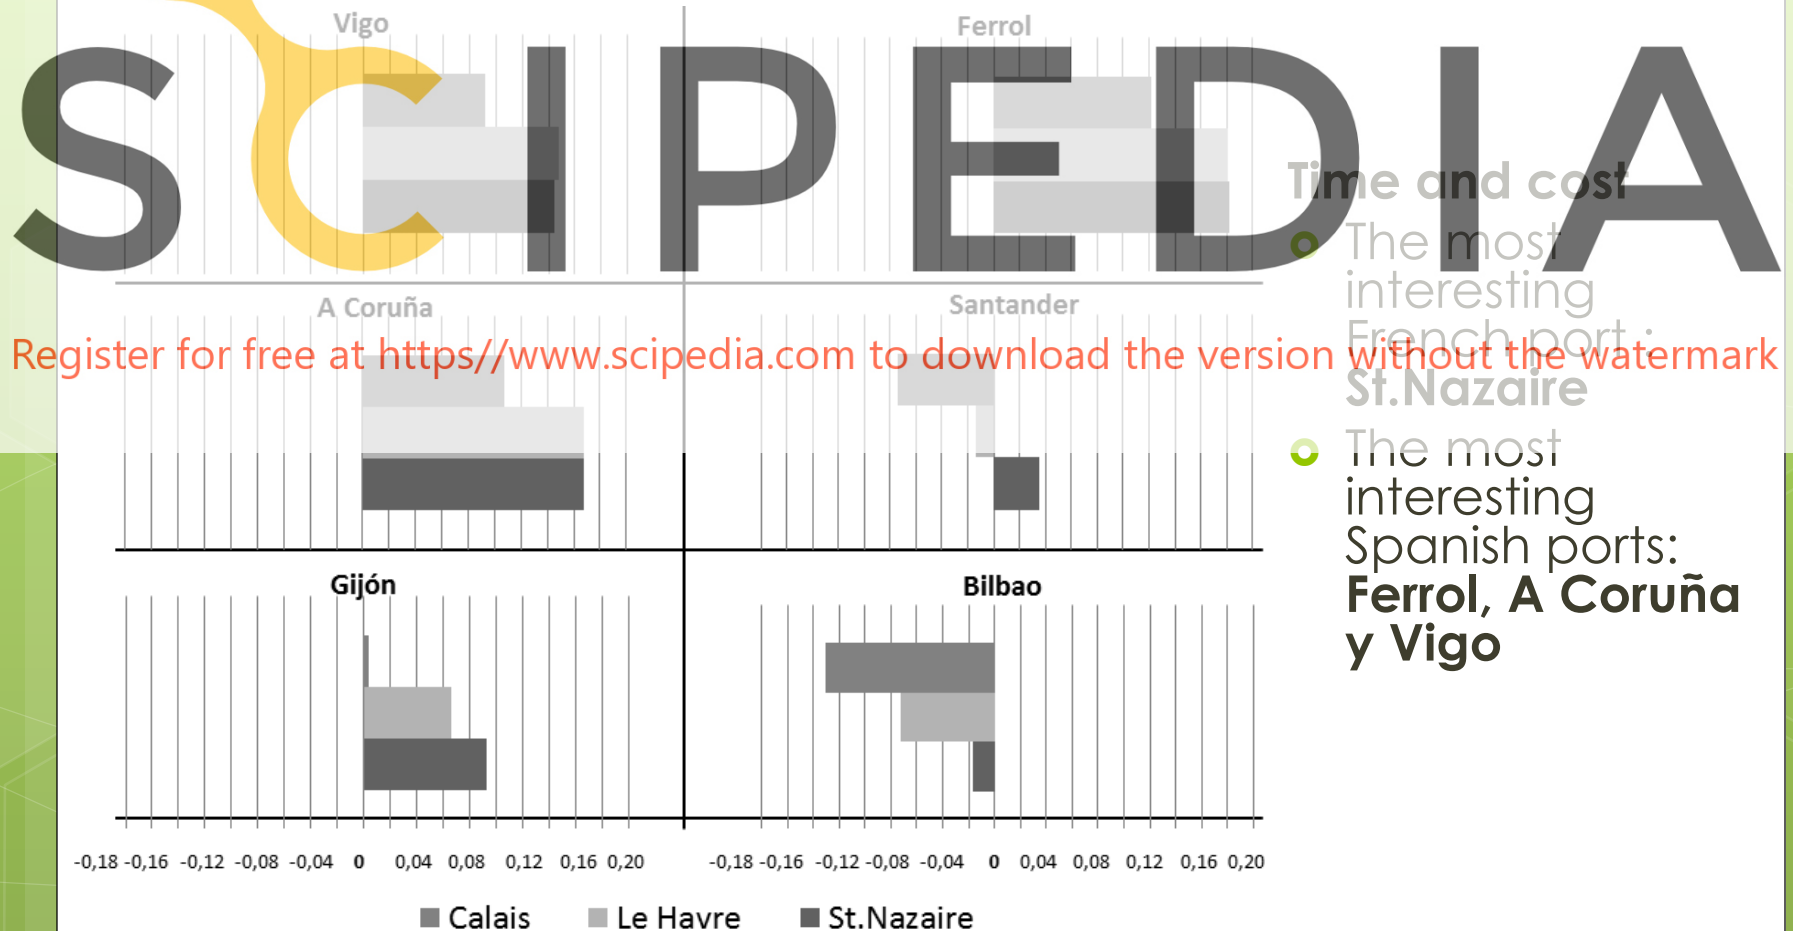 SCIPEDIA
Register for free at https//www.scipedia.com to download the version without the watermark
Vigo
Ferrol
A Coruña
Santander
Gijón
Bilbao
-0,18 -0,16 -0,12 -0,08 -0,04 0 0,04 0,08 0,12 0,16 0,20
-0,18 -0,16 -0,12 -0,08 -0,04 0 0,04 0,08 0,12 0,16 0,20
Calais Le Havre St.Nazaire
Time and cost
The most
interesting
French port :
St.Nazaire
The most
interesting
Spanish ports:
Ferrol, A Coruña
y Vigo